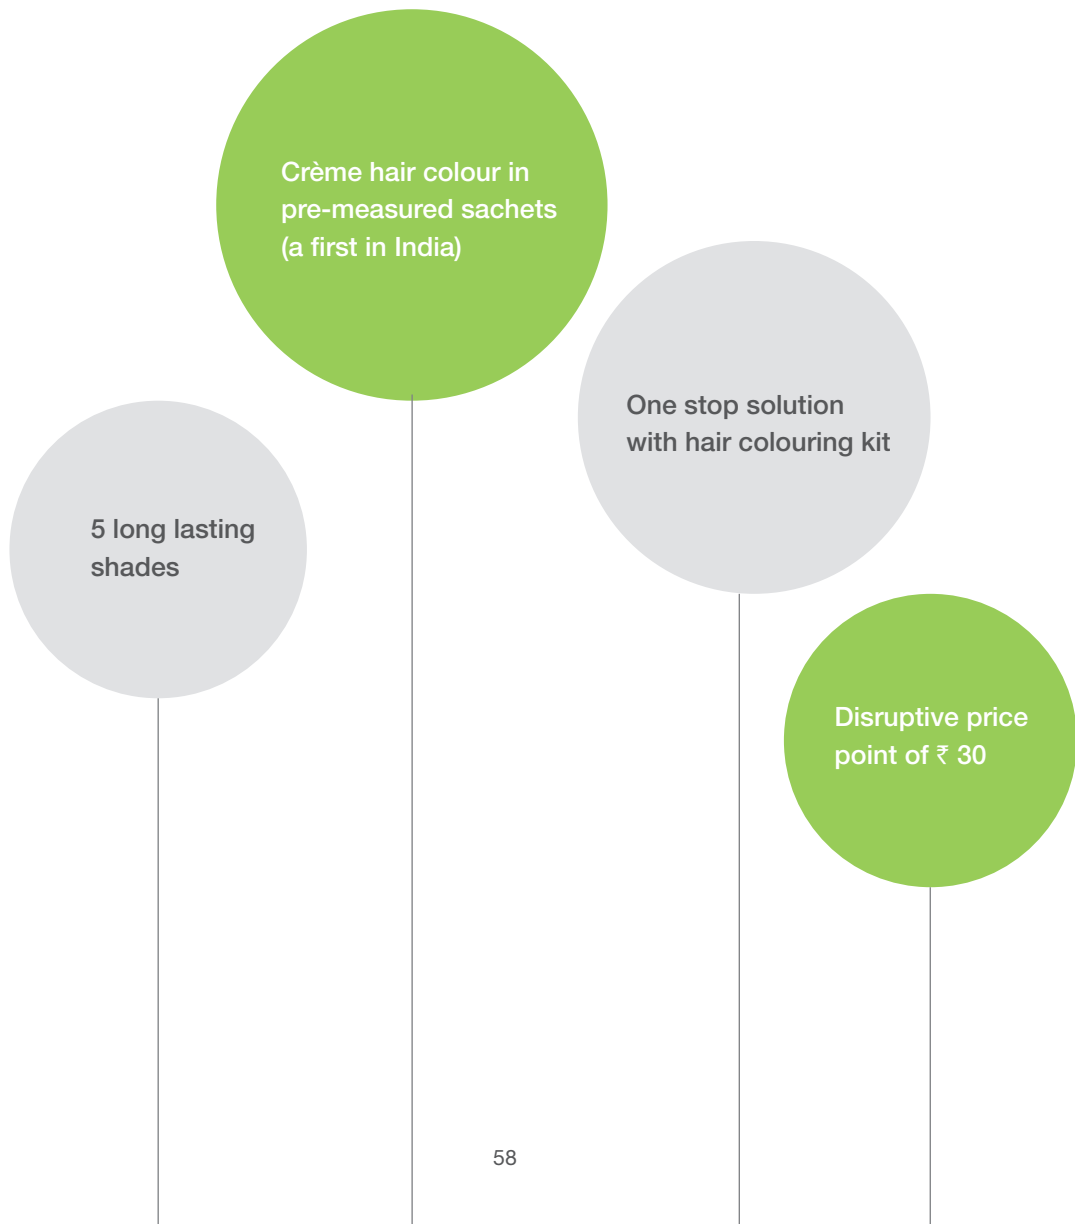 Crème hair colour in
pre-measured sachets
(a first in India)
One stop solution
with hair colouring kit
5 long lasting
shades
Disruptive price
point of ₹ 30
58